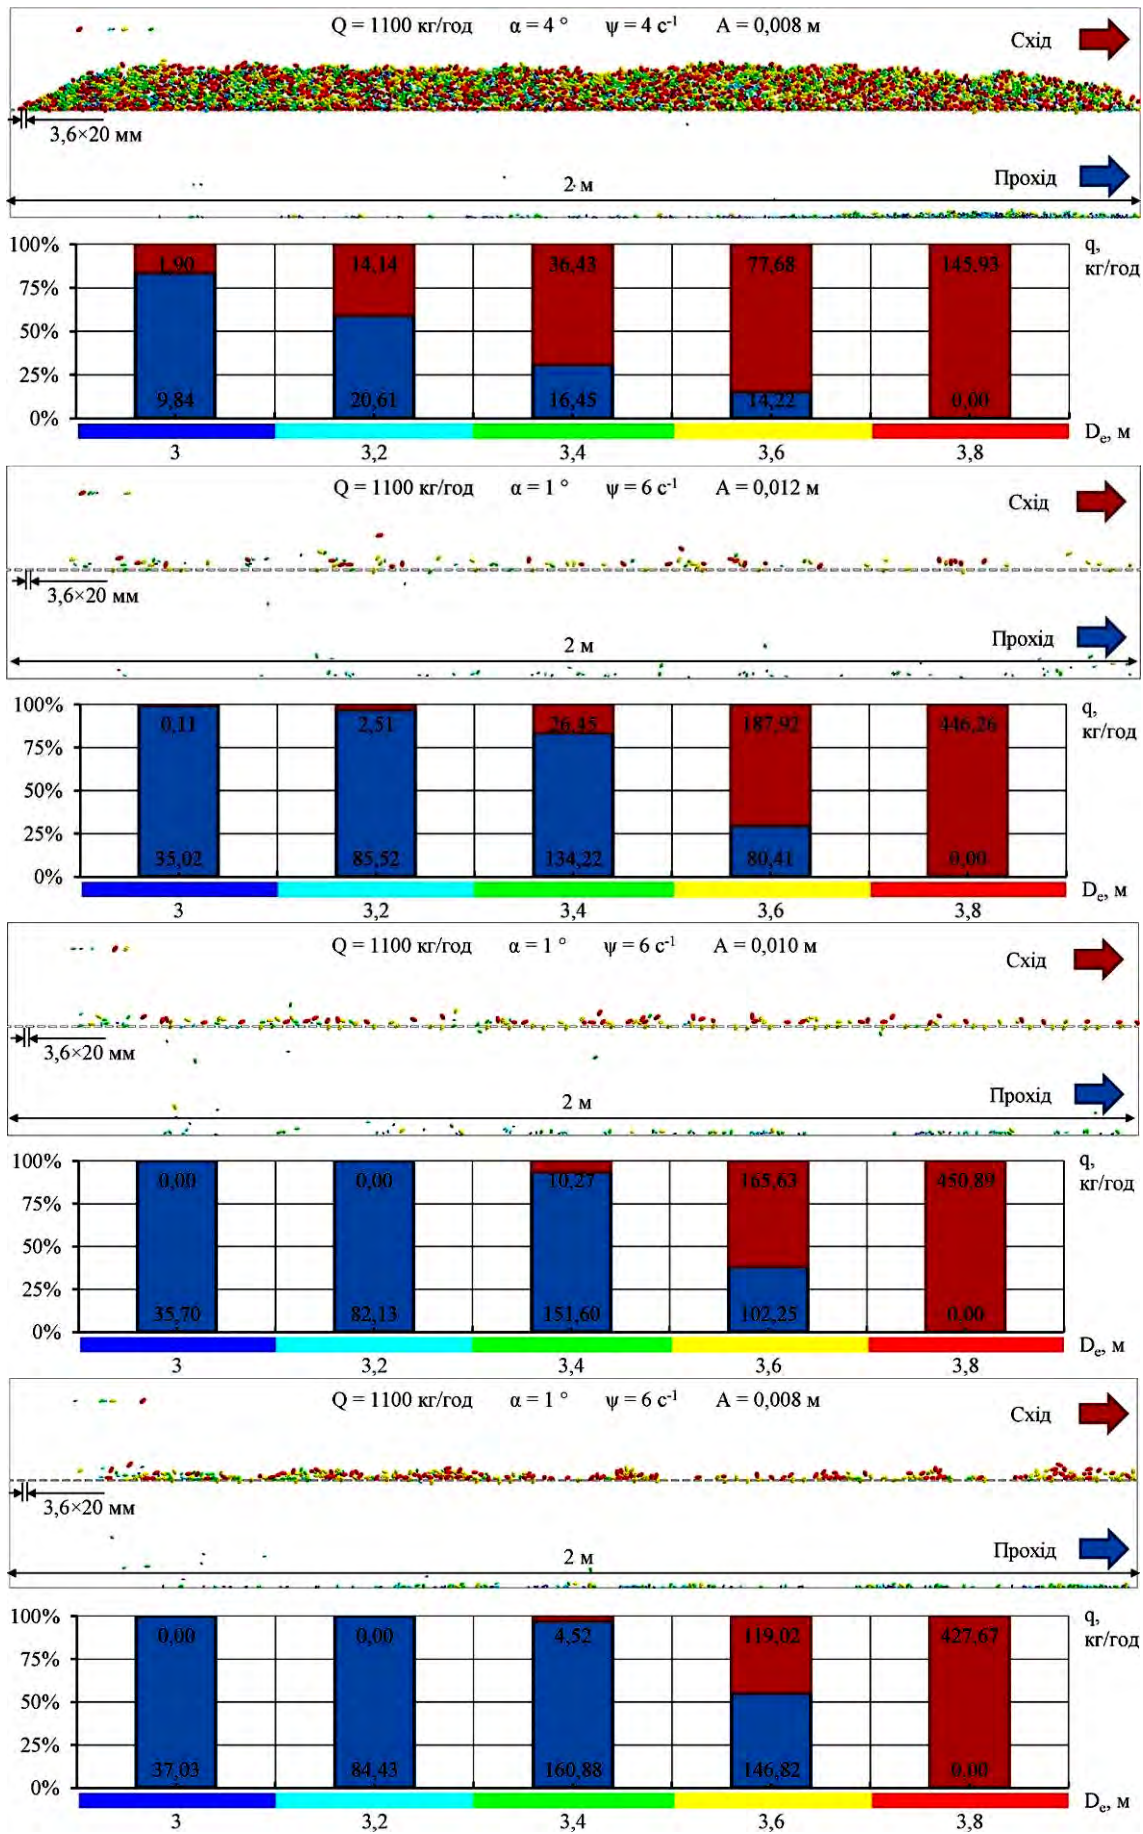 Q = 1100 кг/год α = 4 ° ψ = 4 с⁻¹ A = 0,008 м
Схід
3,6×20 мм
Прохід
2 м
100% 1,90 14,14 36,43 77,68 145,93 q,
кг/год
75%
50%
25%
9,84 20,61 16,45 14,22 0,00
0%
Dₑ, м
3 3,2 3,4 3,6 3,8
Q = 1100 кг/год α = 1 ° ψ = 6 с⁻¹ A = 0,012 м
Схід
3,6×20 мм
Прохід
2 м
100% 0,11 2,51 26,45 187,92 446,26 q,
кг/год
75%
50%
25%
35,02 85,52 134,22 80,41 0,00
0%
Dₑ, м
3 3,2 3,4 3,6 3,8
Q = 1100 кг/год α = 1 ° ψ = 6 с⁻¹ A = 0,010 м
Схід
3,6×20 мм
Прохід
2 м
100% 0,00 0,00 10,27 165,63 450,89 q,
кг/год
75%
50%
25%
35,70 82,13 151,60 102,25 0,00
0%
Dₑ, м
3 3,2 3,4 3,6 3,8
Q = 1100 кг/год α = 1 ° ψ = 6 с⁻¹ A = 0,008 м
Схід
3,6×20 мм
Прохід
2 м
100% 0,00 0,00 4,52 119,02 427,67 q,
кг/год
75%
50%
25%
37,03 84,43 160,88 146,82 0,00
0%
Dₑ, м
3 3,2 3,4 3,6 3,8